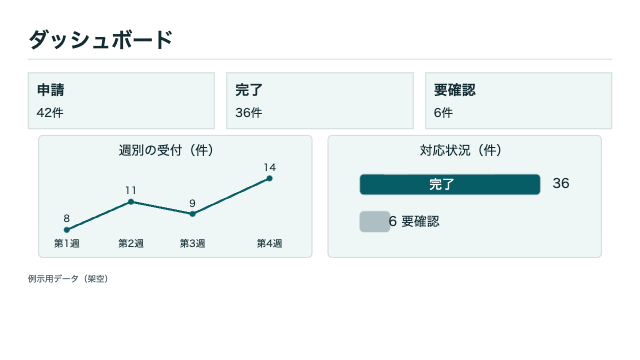 ダッシュボード
申請
42件
完了
36件
要確認
6件
週別の受付（件）
8
11
9
14
第1週
第2週
第3週
第4週
対応状況（件）
完了
36
6 要確認
例示用データ（架空）